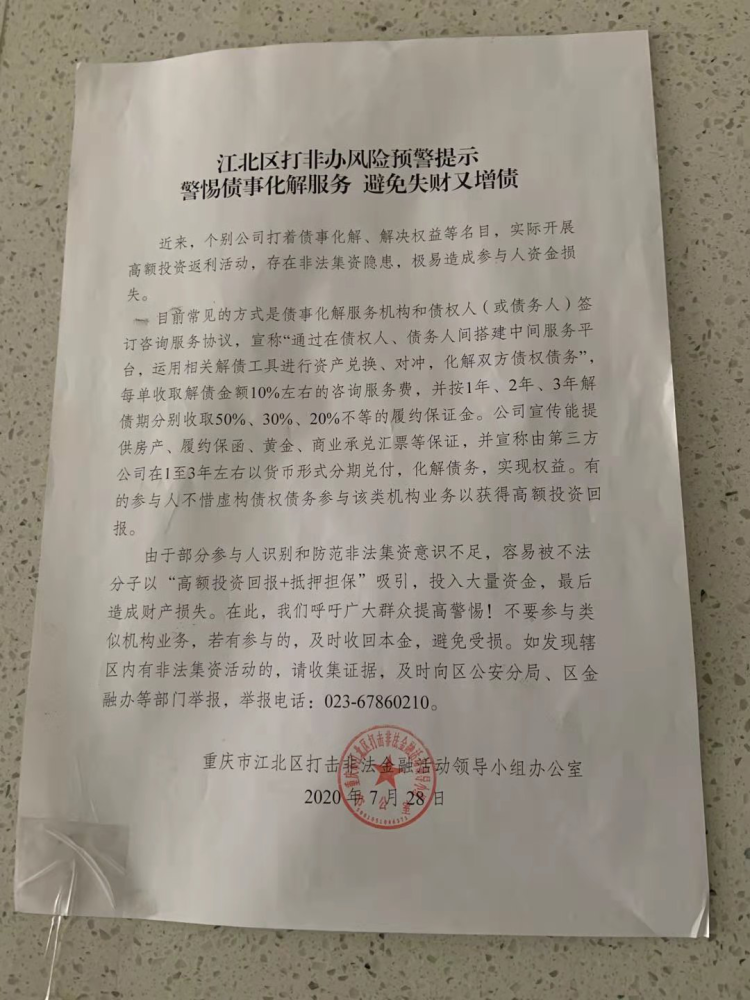 江北区打非办风险预警提示
警惕债事化解服务 避免失财又增债
近来，个别公司打着债事化解、解决权益等名目，实际开展
高额投资返利活动，存在非法集资隐患，极易造成参与人资金损
失。
目前常见的方式是债事化解服务机构和债权人（或债务人）签
订咨询服务协议，宣称“通过在债权人、债务人间搭建中间服务平
台，运用相关解债工具进行资产兑换、对冲，化解双方债权债务”，
每单收取解债金额10%左右的咨询服务费，并按1年、2年、3年解
债期分别收取50%、30%、20%不等的履约保证金。公司宣传能提
供房产、履约保函、黄金、商业承兑汇票等保证，并宣称由第三方
公司在1至3年左右以货币形式分期兑付，化解债务，实现权益。有
的参与人不惜虚构债权债务参与该类机构业务以获得高额投资回
报。
由于部分参与人识别和防范非法集资意识不足，容易被不法
分子以“高额投资回报+抵押担保”吸引，投入大量资金，最后
造成财产损失。在此，我们呼吁广大群众提高警惕！不要参与类
似机构业务，若有参与的，及时收回本金，避免受损。如发现辖
区内有非法集资活动的，请收集证据，及时向区公安分局、区金
融办等部门举报，举报电话：023-67860210。
重庆市江北区打击非法金融活动领导小组办公室
2020年7月28日